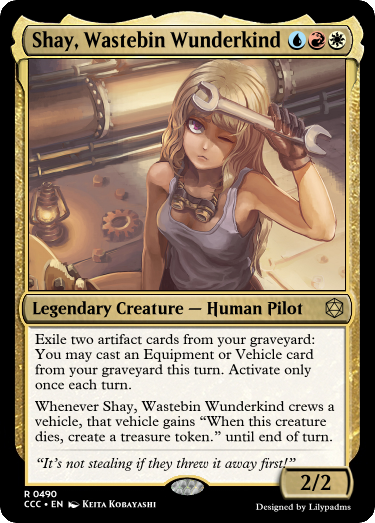 Shay, Wastebin Wunderkind
Legendary Creature — Human Pilot
Exile two artifact cards from your graveyard:
You may cast an Equipment or Vehicle card
from your graveyard this turn. Activate only
once each turn.
Whenever Shay, Wastebin Wunderkind crews a
vehicle, that vehicle gains “When this creature
dies, create a treasure token.” until end of turn.
“It’s not stealing if they threw it away first!”
2/2
R 0490
CCC • EN Keita Kobayashi
Designed by Lilypadms